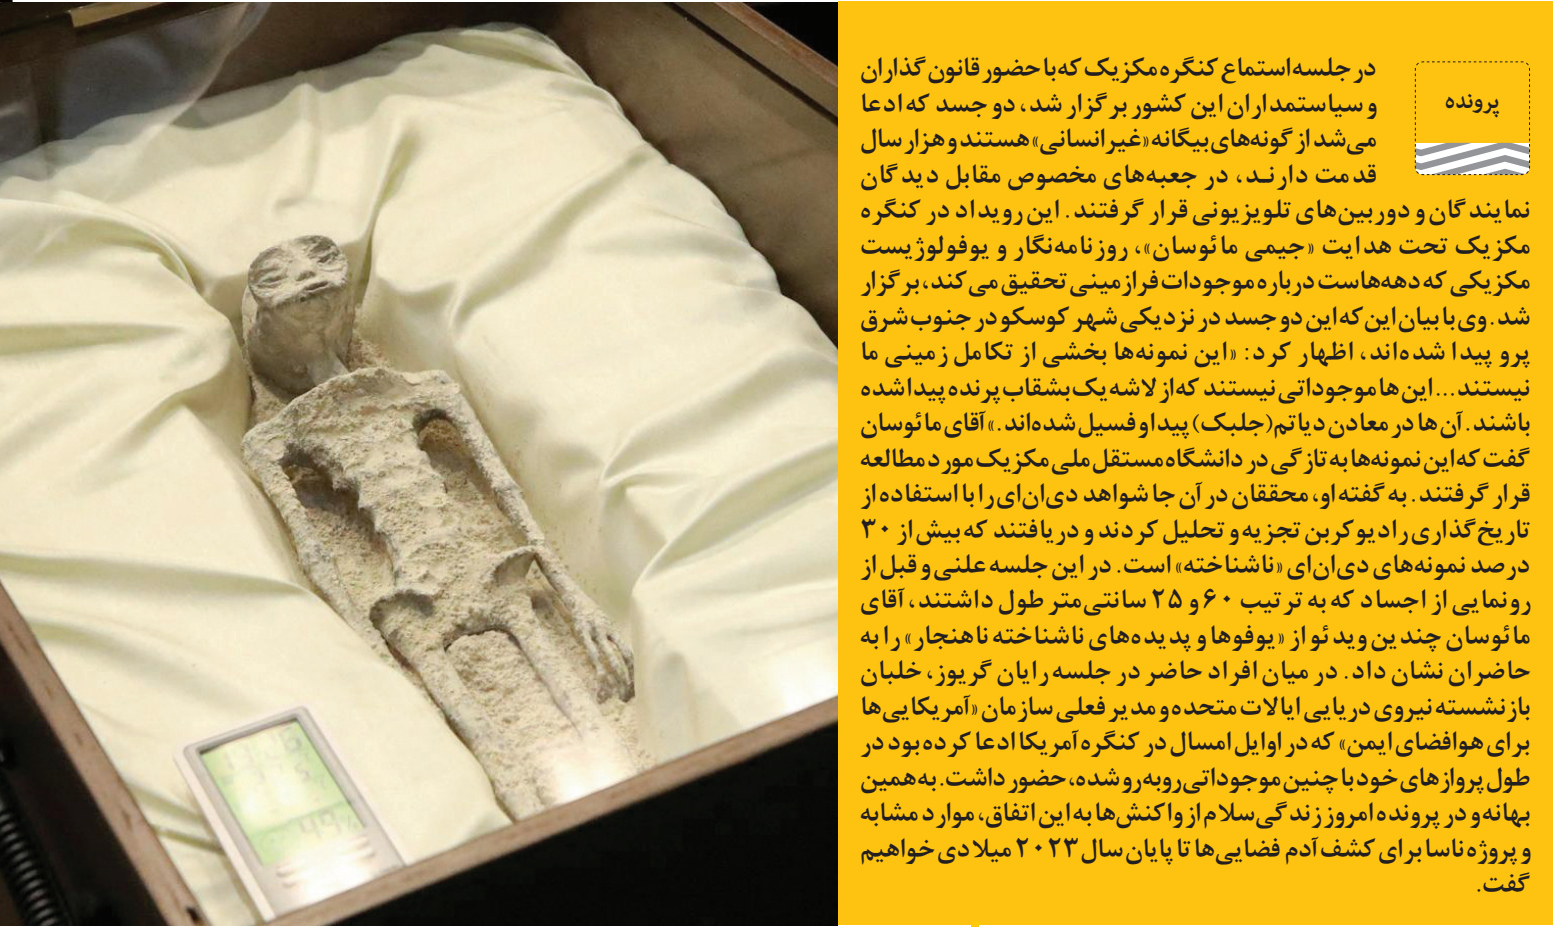 پرونده
در جلسه استماع کنگره مکزیک که با حضور قانون گذاران
و سیاستمداران این کشور برگزار شد، دو جسد که ادعا
می‌شد از گونه‌های بیگانه «غیرانسانی» هستند و هزار سال
قدمت دارنـد، در جعبه‌های مخصوص مقابل دیدگان
نمایندگان و دوربین‌های تلویزیونی قرار گرفتند. این رویداد در کنگره
مکزیک تحت هدایت «جیمی مائوسان»، روزنامه‌نگار و یوفولوژیست
مکزیکی که دهه‌هاست درباره موجودات فرازمینی تحقیق می‌کند، برگزار
شد. وی با بیان این که این دو جسد در نزدیکی شهر کوسکو در جنوب شرق
پرو پیدا شده‌اند، اظهار کرد: «این نمونه‌ها بخشی از تکامل زمینی ما
نیستند... این‌ها موجوداتی نیستند که از لاشه یک بشقاب پرنده پیدا شده
باشند. آن‌ها در معادن دیاتم (جلبک) پیدا و فسیل شده‌اند.» آقای مائوسان
گفت که این نمونه‌ها به تازگی در دانشگاه مستقل ملی مکزیک مورد مطالعه
قرار گرفتند. به گفته او، محققان در آن جا شواهد دی‌ان‌ای را با استفاده از
تاریخ‌گذاری رادیوکربن تجزیه و تحلیل کردند و دریافتند که بیش از ۳۰
درصد نمونه‌های دی‌ان‌ای «ناشناخته» است. در این جلسه علنی و قبل از
رونمایی از اجساد که به ترتیب ۶۰ و ۲۵ سانتی‌متر طول داشتند، آقای
مائوسان چندین ویدئو از «یوفوها و پدیده‌های ناشناخته ناهنجار» را به
حاضران نشان داد. در میان افراد حاضر در جلسه رایان گریوز، خلبان
بازنشسته نیروی دریایی ایالات متحده و مدیر فعلی سازمان «آمریکایی‌ها
برای هوافضای ایمن» که در اوایل امسال در کنگره آمریکا ادعا کرده بود در
طول پروازهای خود با چنین موجوداتی روبه‌رو شده، حضور داشت. به همین
بهانه و در پرونده امروز زندگی سلام از واکنش‌ها به این اتفاق، موارد مشابه
و پروژه ناسا برای کشف آدم فضایی‌ها تا پایان سال ۲۰۲۳ میلادی خواهیم
گفت.